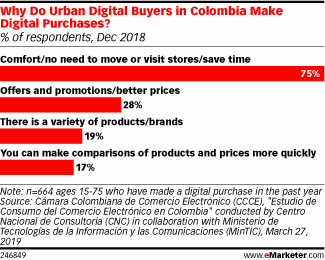 Why Do Urban Digital Buyers in Colombia Make
Digital Purchases?
% of respondents, Dec 2018
Comfort/no need to move or visit stores/save time
75%
Offers and promotions/better prices
28%
There is a variety of products/brands
19%
You can make comparisons of products and prices more quickly
17%
Note: n=664 ages 15-75 who have made a digital purchase in the past year
Source: Cámara Colombiana de Comercio Electrónico (CCCE), "Estudio de
Consumo del Comercio Electrónico en Colombia" conducted by Centro
Nacional de Consultoría (CNC) in collaboration with Ministerio de
Tecnologías de la Información y las Comunicaciones (MinTIC), March 27,
2019
246849 www.eMarketer.com